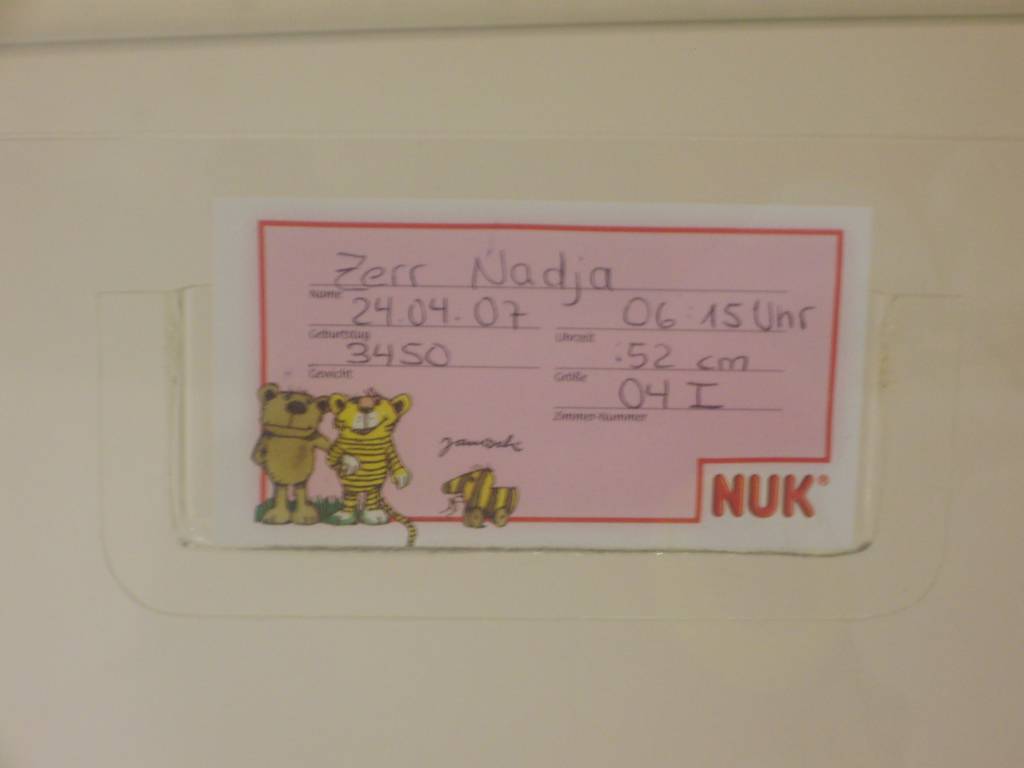 Zerr Nadja
Name
24.04.07 06:15 Uhr
Geburtstag Uhrzeit
3450 52 cm
Gewicht Größe
04 I
Zimmer-Nummer
janosch
NUK®